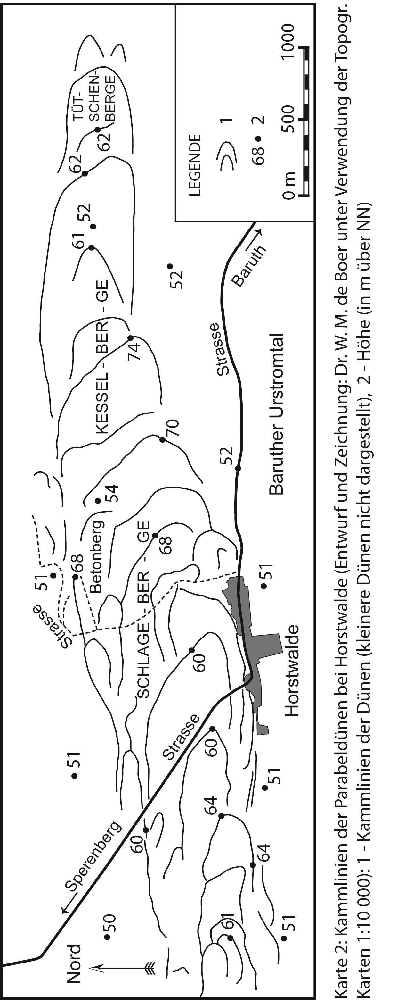 Nord
50
Sperenberg
60
51
Strasse
61
51
64
64
51
60
60
Horstwalde
Strasse
51
68
Betonberg
SCHLAGE - BER - GE
68
51
54
70
52
Baruther Urstromtal
KESSEL - BER - GE
74
Strasse
52
Baruth
61
52
62
62
TÜT-
SCHEN-
BERGE
LEGENDE
1
68 2
0 m 500 1000
Karte 2: Kammlinien der Parabeldünen bei Horstwalde (Entwurf und Zeichnung: Dr. W. M. de Boer unter Verwendung der Topogr.
Karten 1:10 000): 1 - Kammlinien der Dünen (kleinere Dünen nicht dargestellt), 2 - Höhe (in m über NN)